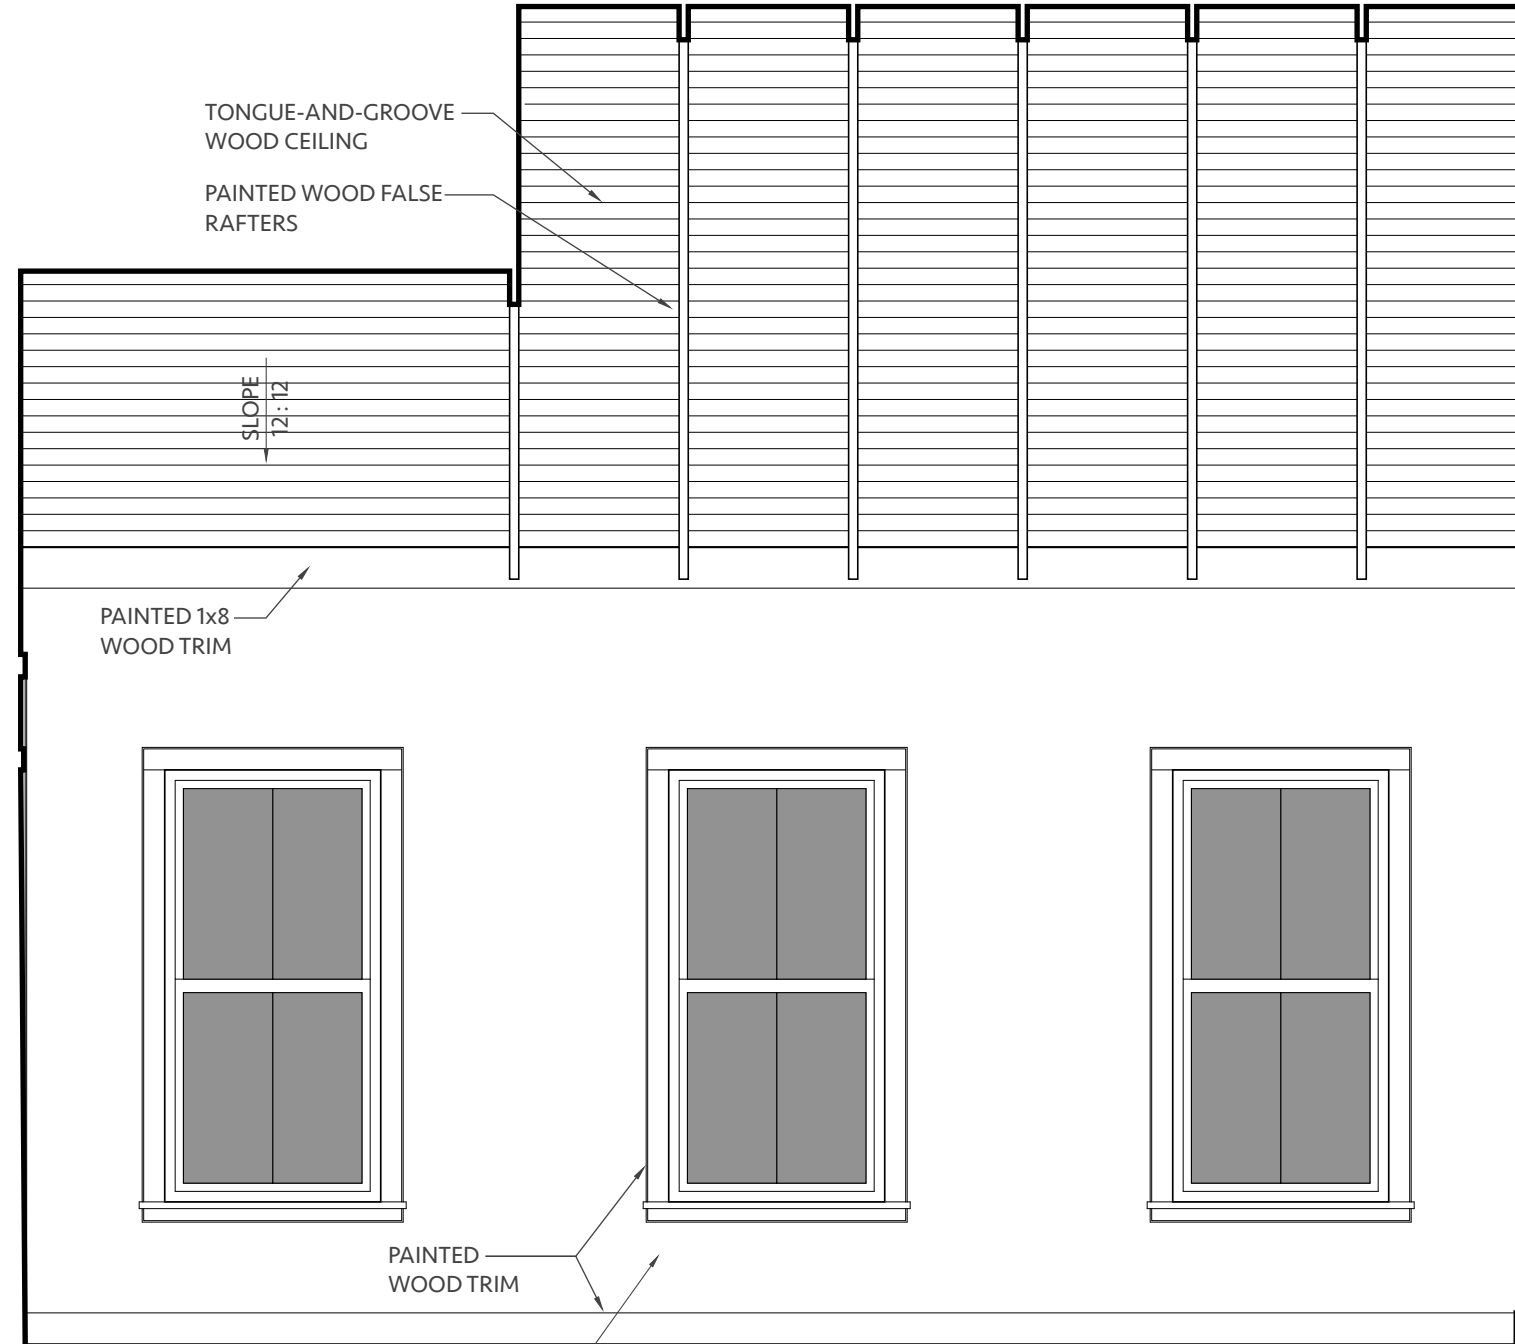 TONGUE-AND-GROOVE
WOOD CEILING
PAINTED WOOD FALSE
RAFTERS
SLOPE
12 : 12
PAINTED 1x8
WOOD TRIM
PAINTED
WOOD TRIM